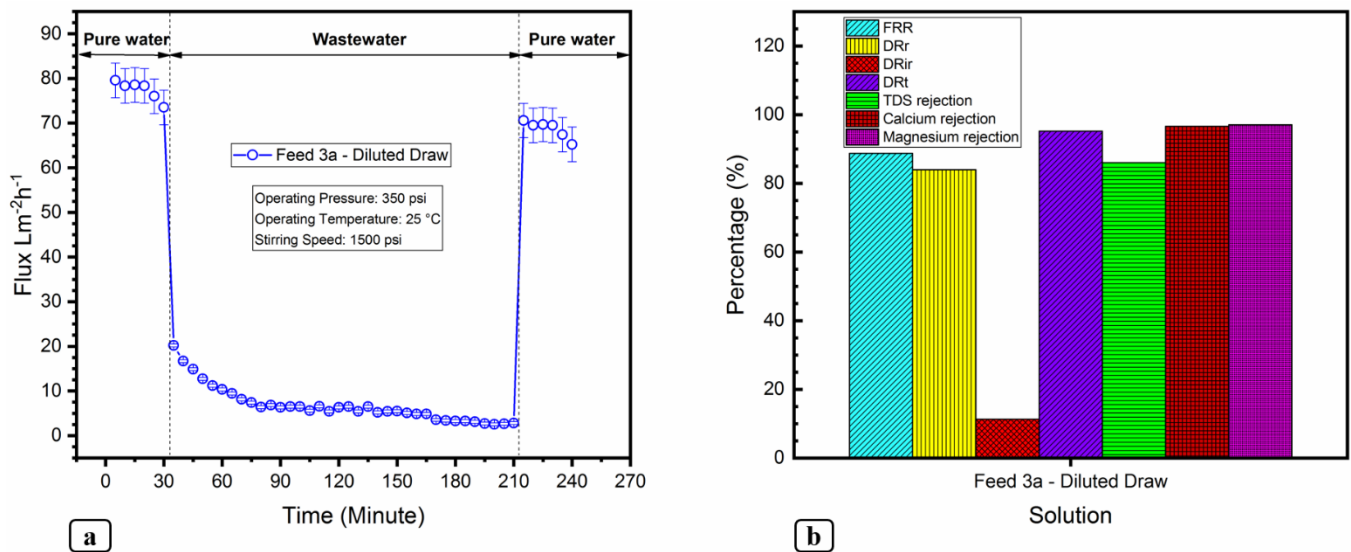 Pure water
Wastewater
Pure water
90
80
70
60
50
40
30
20
10
0
Flux Lm-2h-1
Feed 3a - Diluted Draw
Operating Pressure: 350 psi
Operating Temperature: 25 °C
Stirring Speed: 1500 psi
0 30 60 90 120 150 180 210 240 270
Time (Minute)
a
120
100
80
60
40
20
0
Percentage (%)
FRR
DRr
DRir
DRt
TDS rejection
Calcium rejection
Magnesium rejection
Feed 3a - Diluted Draw
Solution
b